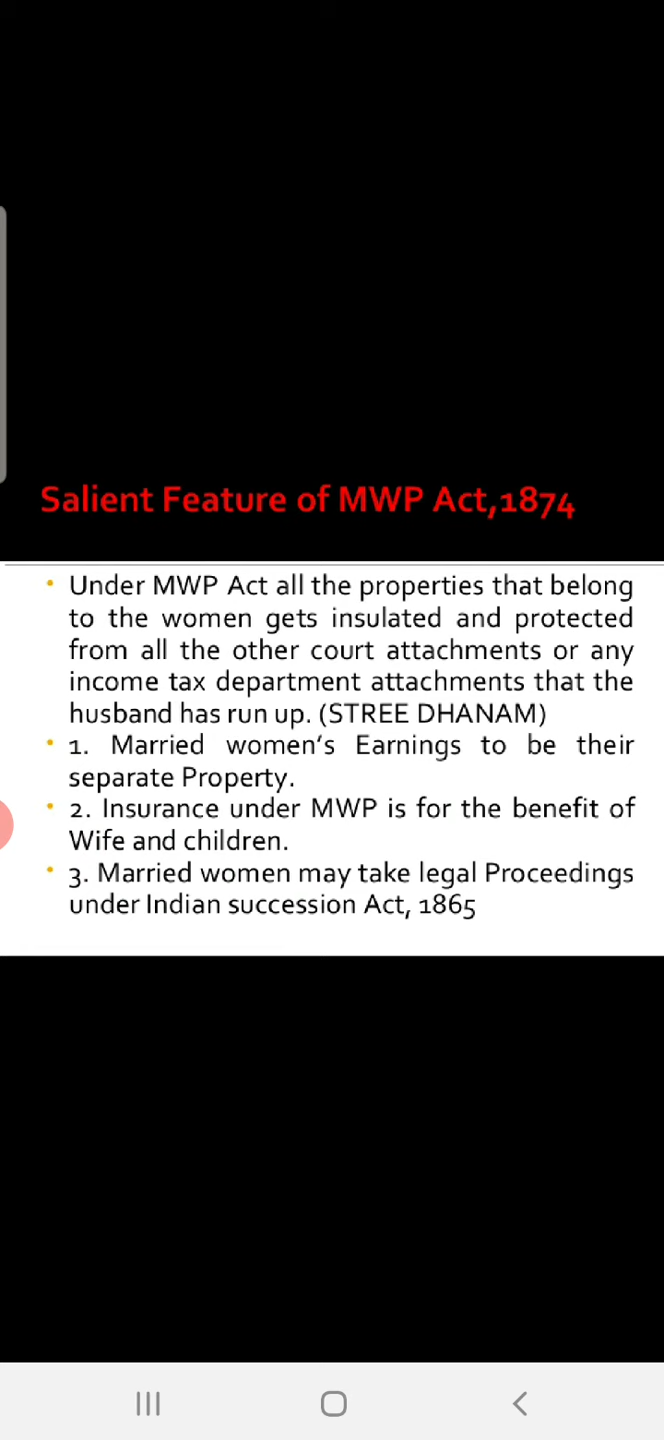 Salient Feature of MWP Act,1874
• Under MWP Act all the properties that belong
to the women gets insulated and protected
from all the other court attachments or any
income tax department attachments that the
husband has run up. (STREE DHANAM)
• 1. Married women's Earnings to be their
separate Property.
• 2. Insurance under MWP is for the benefit of
Wife and children.
• 3. Married women may take legal Proceedings
under Indian succession Act, 1865